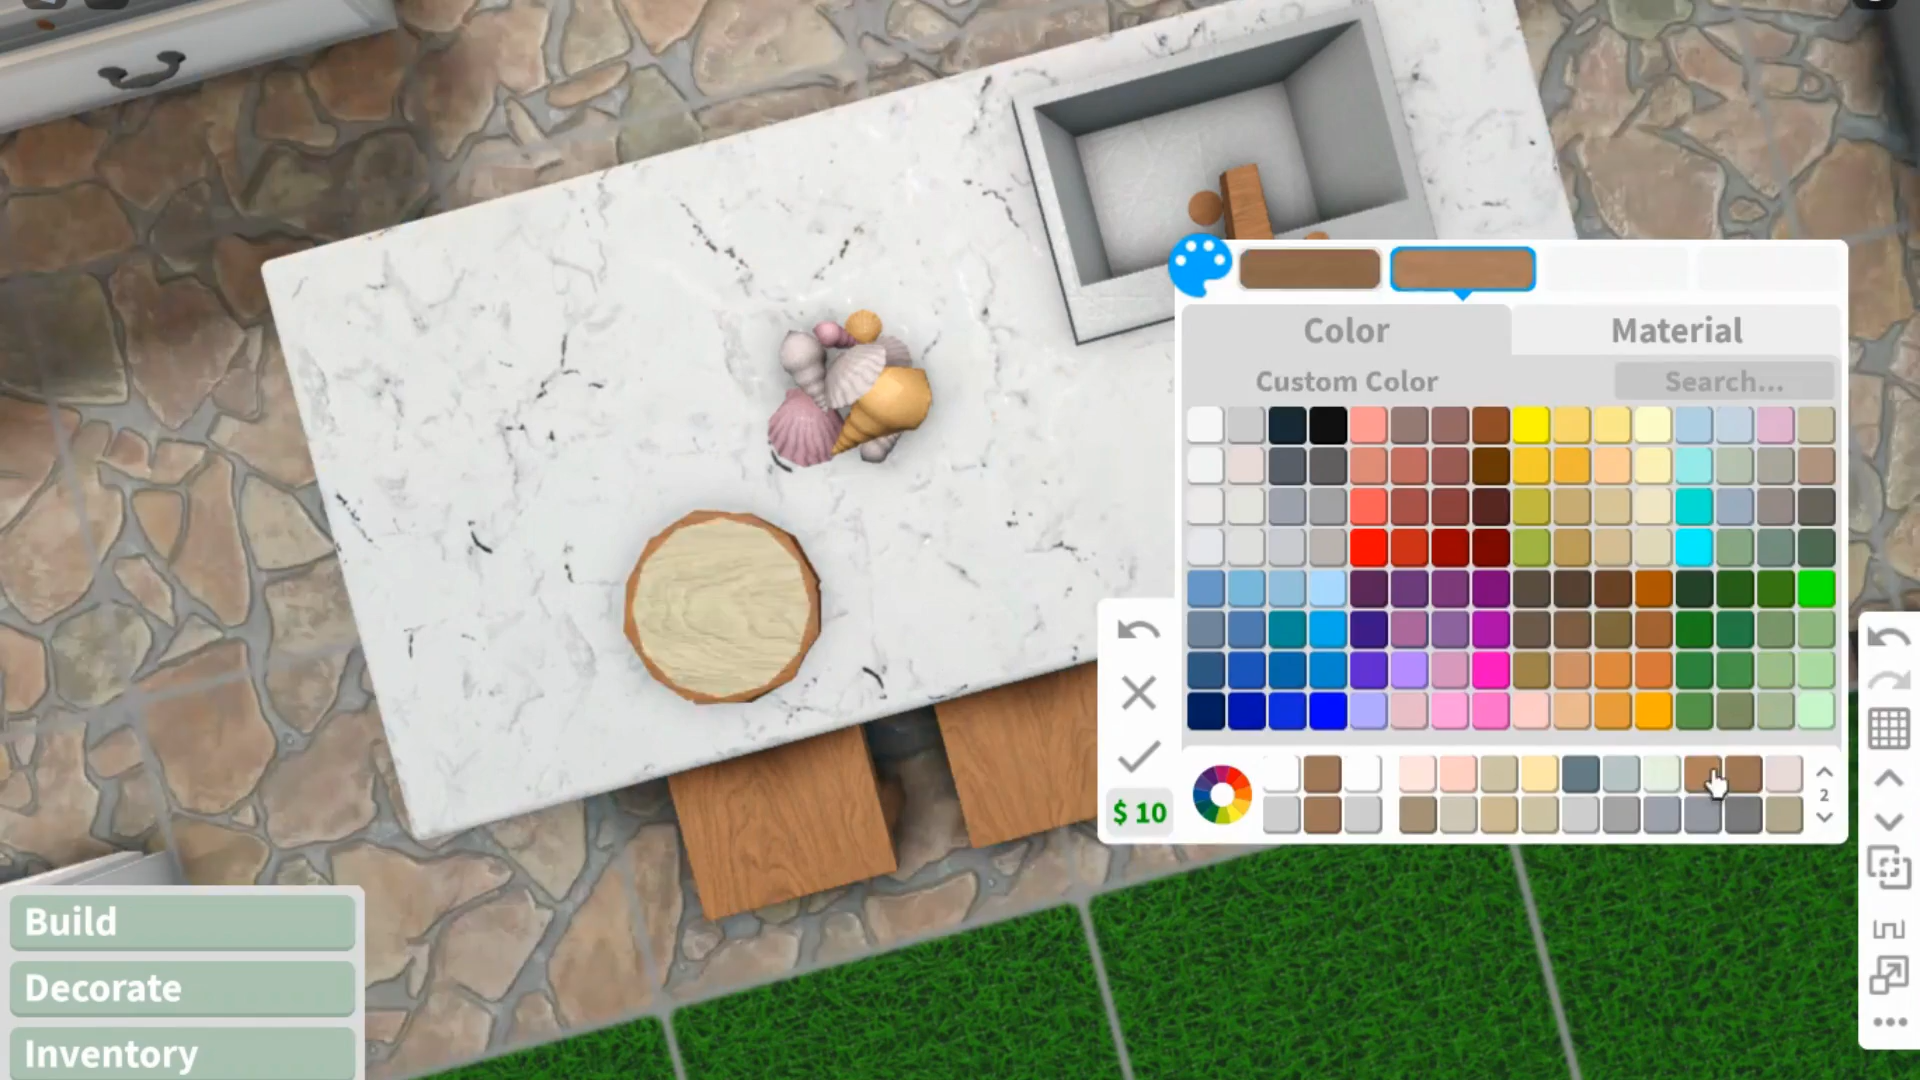 Color
Material
Custom Color
Search...
$ 10
2
Build
Decorate
Inventory